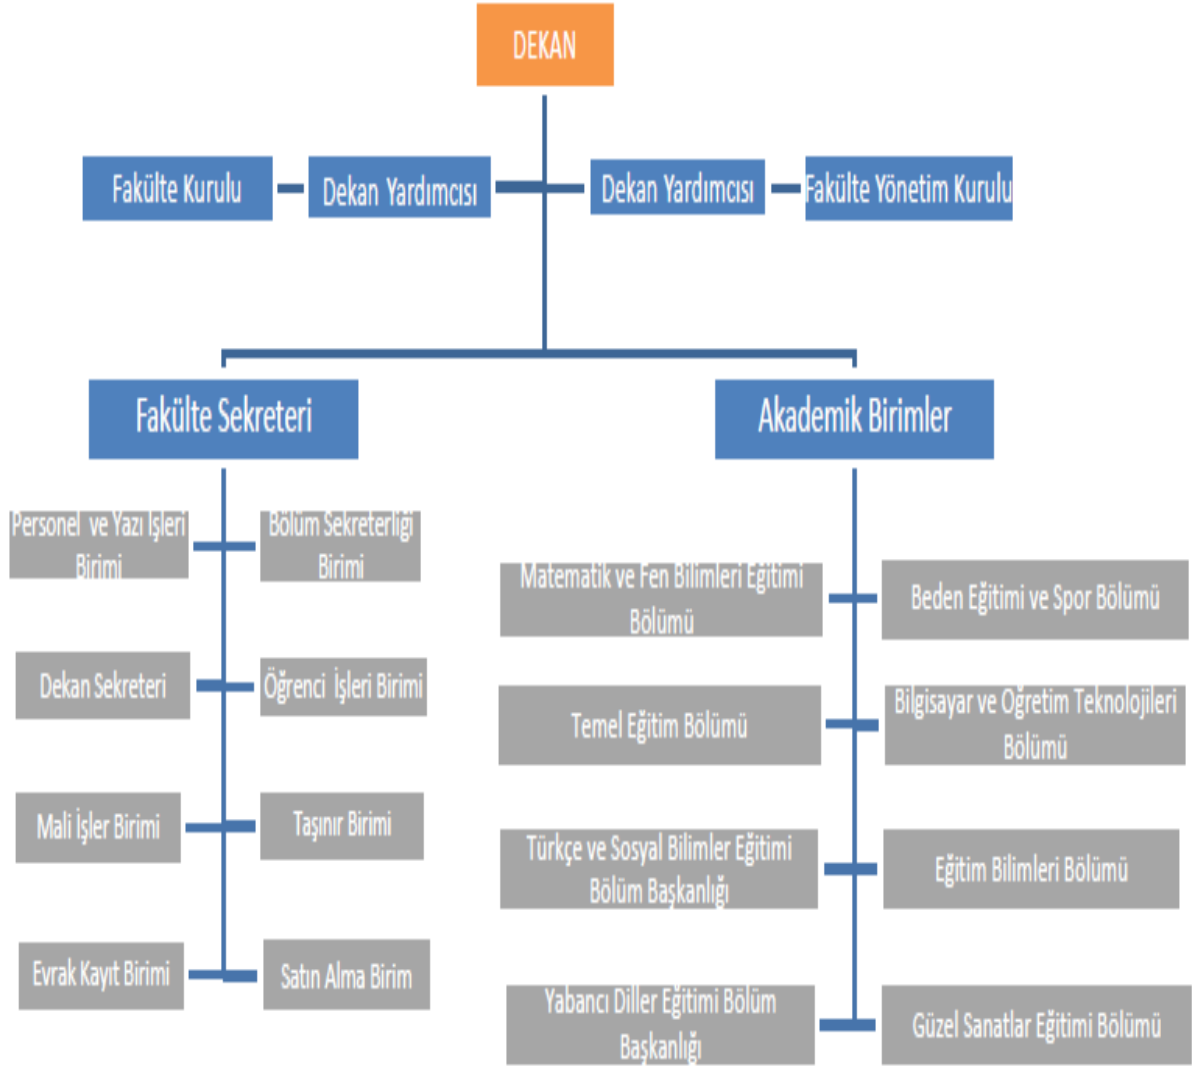 DEKAN
Fakülte Kurulu
Dekan Yardımcısı
Dekan Yardımcısı
Fakülte Yönetim Kurulu
Fakülte Sekreteri
Akademik Birimler
Personel ve Yazı İşleri
Birimi
Bölüm Sekreterliği
Birimi
Matematik ve Fen Bilimleri Eğitimi
Bölümü
Beden Eğitimi ve Spor Bölümü
Dekan Sekreteri
Öğrenci İşleri Birimi
Temel Eğitim Bölümü
Bilgisayar ve Öğretim Teknolojileri
Bölümü
Mali İşler Birimi
Taşınır Birimi
Türkçe ve Sosyal Bilimler Eğitimi
Bölüm Başkanlığı
Eğitim Bilimleri Bölümü
Evrak Kayıt Birimi
Satın Alma Birim
Yabancı Diller Eğitimi Bölüm
Başkanlığı
Güzel Sanatlar Eğitimi Bölümü